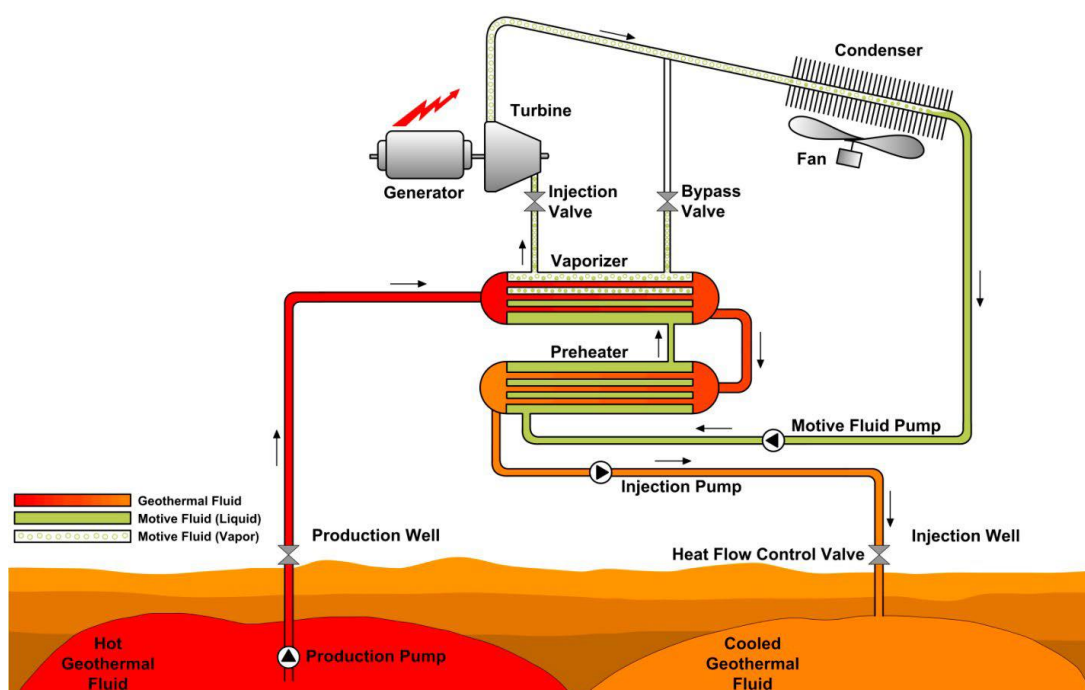 Condenser
Turbine
Fan
Generator
Injection
Valve
Bypass
Valve
Vaporizer
Preheater
Motive Fluid Pump
Injection Pump
Geothermal Fluid
Motive Fluid (Liquid)
Motive Fluid (Vapor)
Production Well
Heat Flow Control Valve
Injection Well
Hot
Geothermal
Fluid
Production Pump
Cooled
Geothermal
Fluid